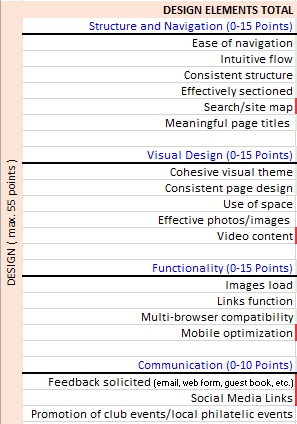 DESIGN ELEMENTS TOTAL
Structure and Navigation (0-15 Points)
Ease of navigation
Intuitive flow
Consistent structure
Effectively sectioned
Search/site map
Meaningful page titles
Visual Design (0-15 Points)
Cohesive visual theme
Consistent page design
Use of space
Effective photos/images
Video content
Functionality (0-15 Points)
Images load
Links function
Multi-browser compatibility
Mobile optimization
Communication (0-10 Points)
Feedback solicited (email, web form, guest book, etc.)
Social Media Links
Promotion of club events/local philatelic events
DESIGN ( max. 55 points )